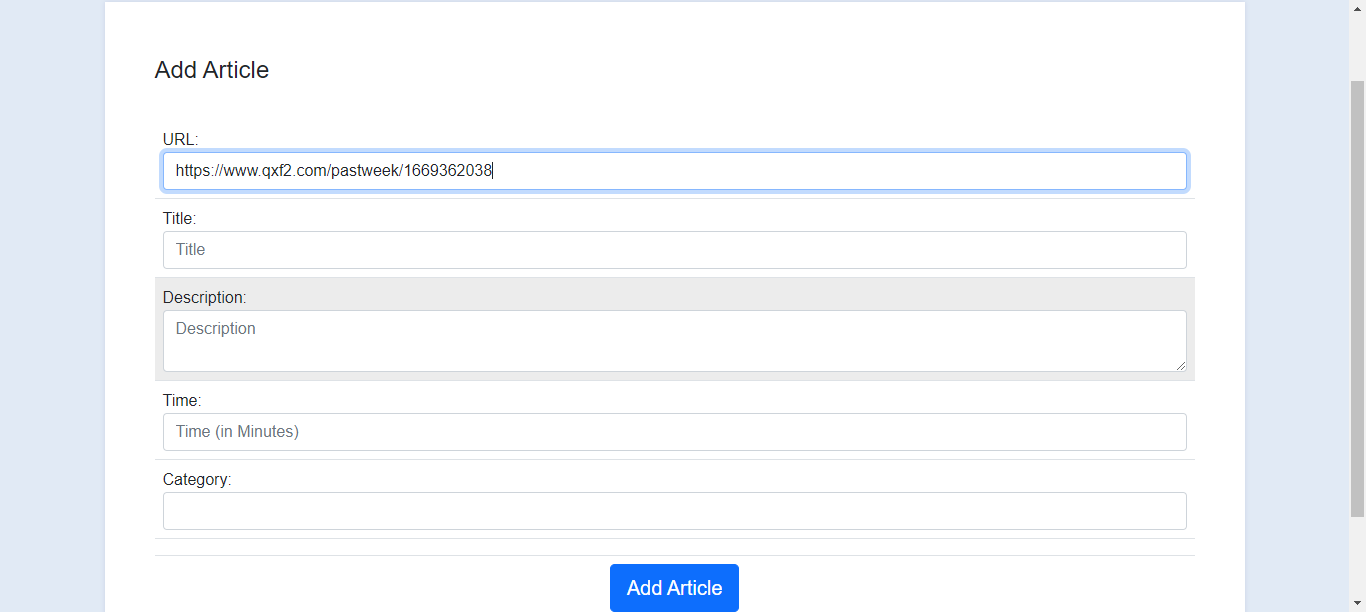 Add Article
URL:
https://www.qxf2.com/pastweek/1669362038
Title:
Title
Description:
Description
Time:
Time (in Minutes)
Category:
Add Article